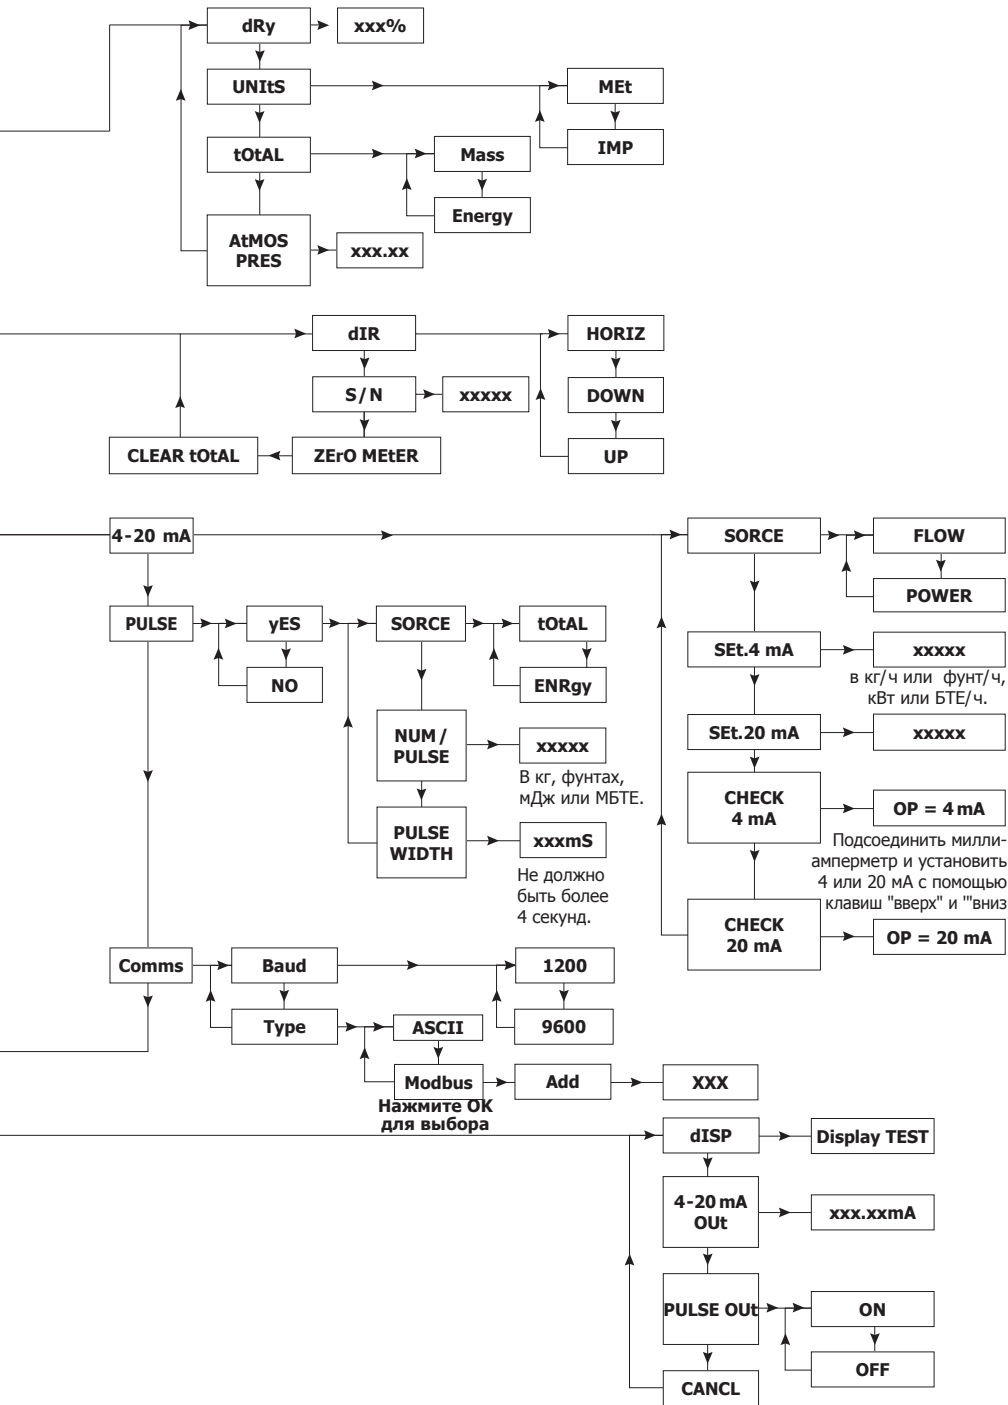 dRy
xxx%
UNItS
MEt
IMP
tOtAL
Mass
Energy
AtMOS
PRES
xxx.xx
dIR
HORIZ
S/N
xxxxx
DOWN
CLEAR tOtAL
ZErO MEtER
UP
4-20 mA
SORCE
FLOW
POWER
PULSE
yES
SORCE
tOtAL
NO
ENRgy
SEt.4 mA
xxxxx
в кг/ч или фунт/ч,
кВт или БТЕ/ч.
NUM/
PULSE
xxxxx
В кг, фунтах,
мДж или МБТЕ.
SEt.20 mA
xxxxx
CHECK
4 mA
OP = 4 mA
Подсоединить милли-
амперметр и установить
4 или 20 мА с помощью
клавиш "вверх" и "'вниз
PULSE
WIDTH
xxxmS
Не должно
быть более
4 секунд.
CHECK
20 mA
OP = 20 mA
Comms
Baud
1200
Type
ASCII
9600
Modbus
Add
XXX
Нажмите OK
для выбора
dISP
Display TEST
4-20 mA
OUt
xxx.xxmA
PULSE OUt
ON
OFF
CANCL